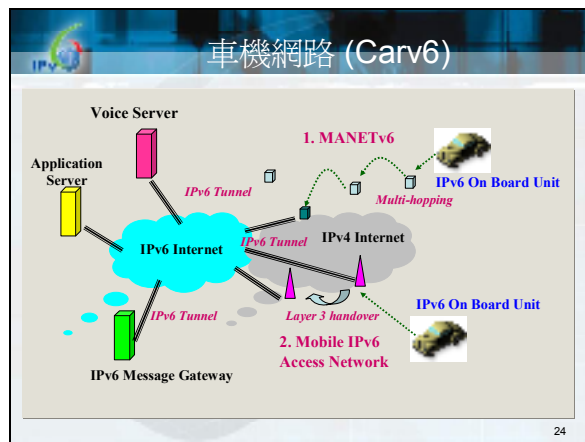 IPv6
車機網路 (Carv6)
Voice Server
1. MANETv6
Application
Server
IPv6 Tunnel
IPv6 On Board Unit
Multi-hopping
IPv6 Internet
IPv6 Tunnel
IPv4 Internet
IPv6 Tunnel
Layer 3 handover
IPv6 On Board Unit
2. Mobile IPv6
Access Network
IPv6 Message Gateway
24